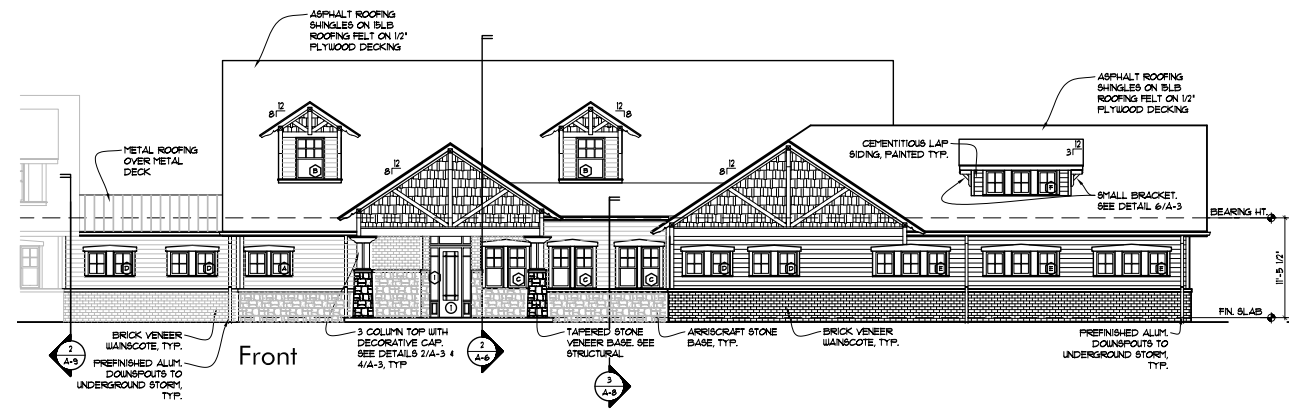 ASPHALT ROOFING
SHINGLES ON 15LB
ROOFING FELT ON 1/2"
PLYWOOD DECKING
ASPHALT ROOFING
SHINGLES ON 15LB
ROOFING FELT ON 1/2"
PLYWOOD DECKING
12
8
12
8
METAL ROOFING
OVER METAL
DECK
12
8
12
8
CEMENTITIOUS LAP
SIDING, PAINTED TYP.
12
3
B
B
F
SMALL BRACKET.
SEE DETAIL 6/A-3
BEARING HT.
D
D
A
C
C
C
D
D
E
E
E
1
1
11'-5 1/2"
FIN. SLAB
BRICK VENEER
WAINSCOTE, TYP.
PREFINISHED ALUM.
DOWNSPOUTS TO
UNDERGROUND STORM,
TYP.
2
A-9
Front
3 COLUMN TOP WITH
DECORATIVE CAP.
SEE DETAILS 2/A-3 &
4/A-3, TYP
2
A-6
TAPERED STONE
VENEER BASE. SEE
STRUCTURAL
3
A-8
ARRISCRAFT STONE
BASE, TYP.
BRICK VENEER
WAINSCOTE, TYP.
PREFINISHED ALUM.
DOWNSPOUTS TO
UNDERGROUND STORM,
TYP.